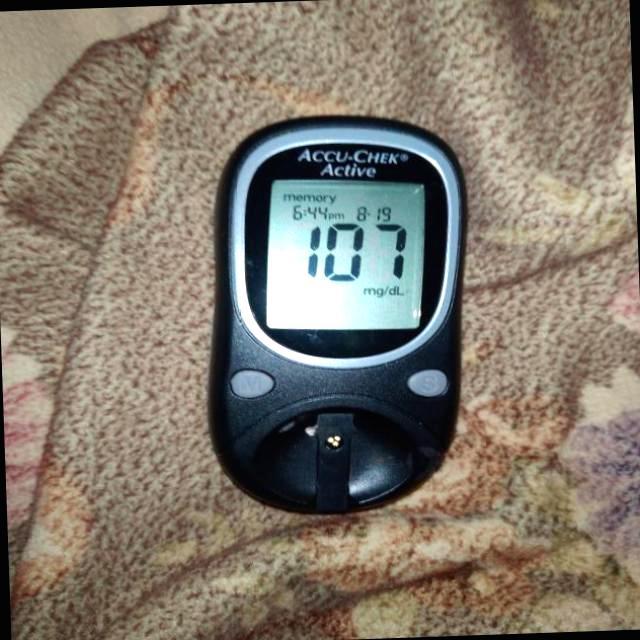 ACCU-CHEK®
Active
memory
6:44pm 8-19
107
mg/dL
M
S